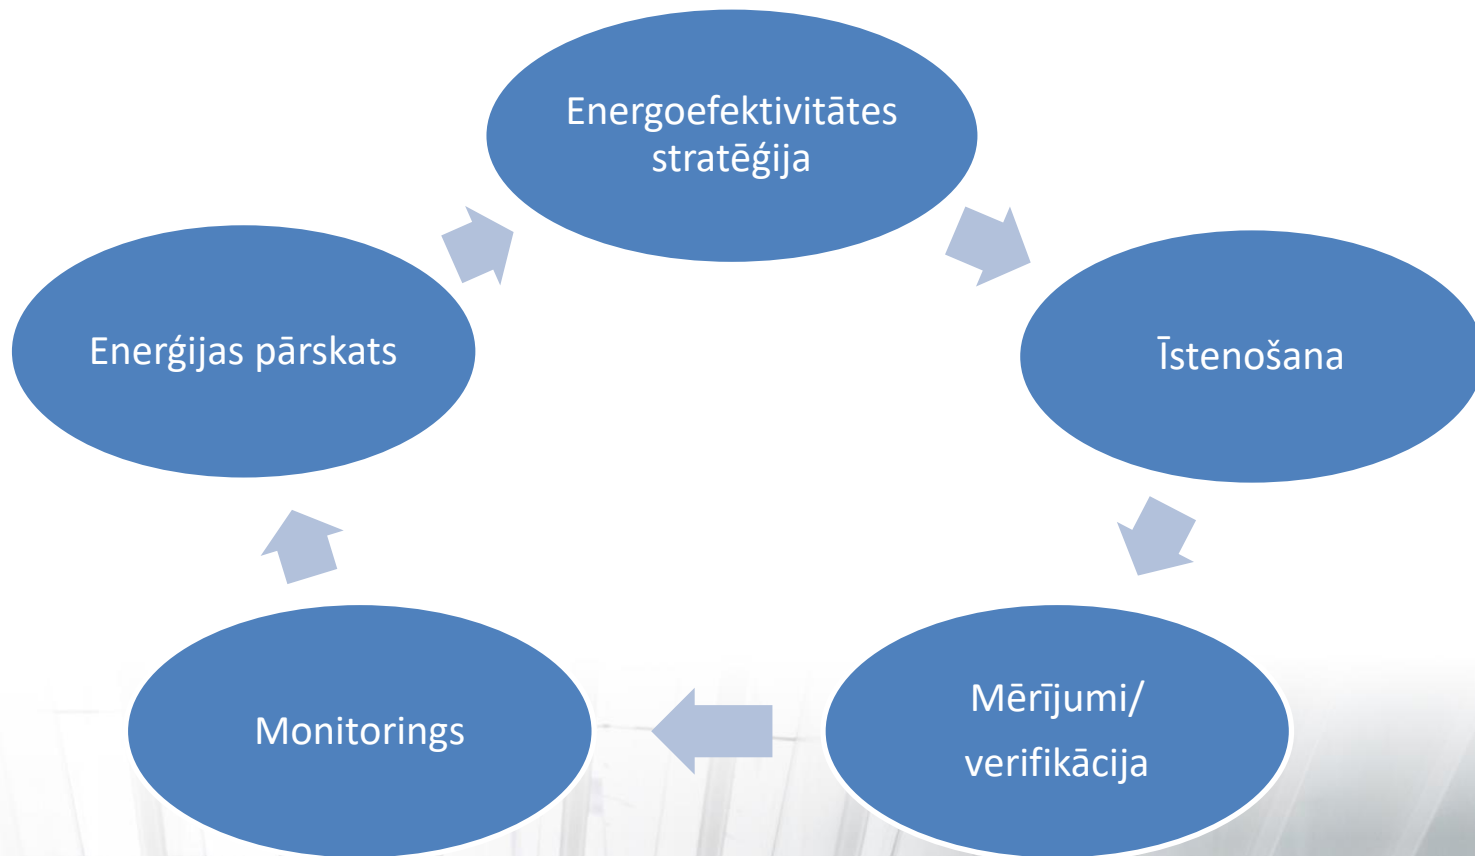 Energoefektivitātes
stratēģija
Enerģijas pārskats
Īstenošana
Monitorings
Mērījumi/
verifikācija